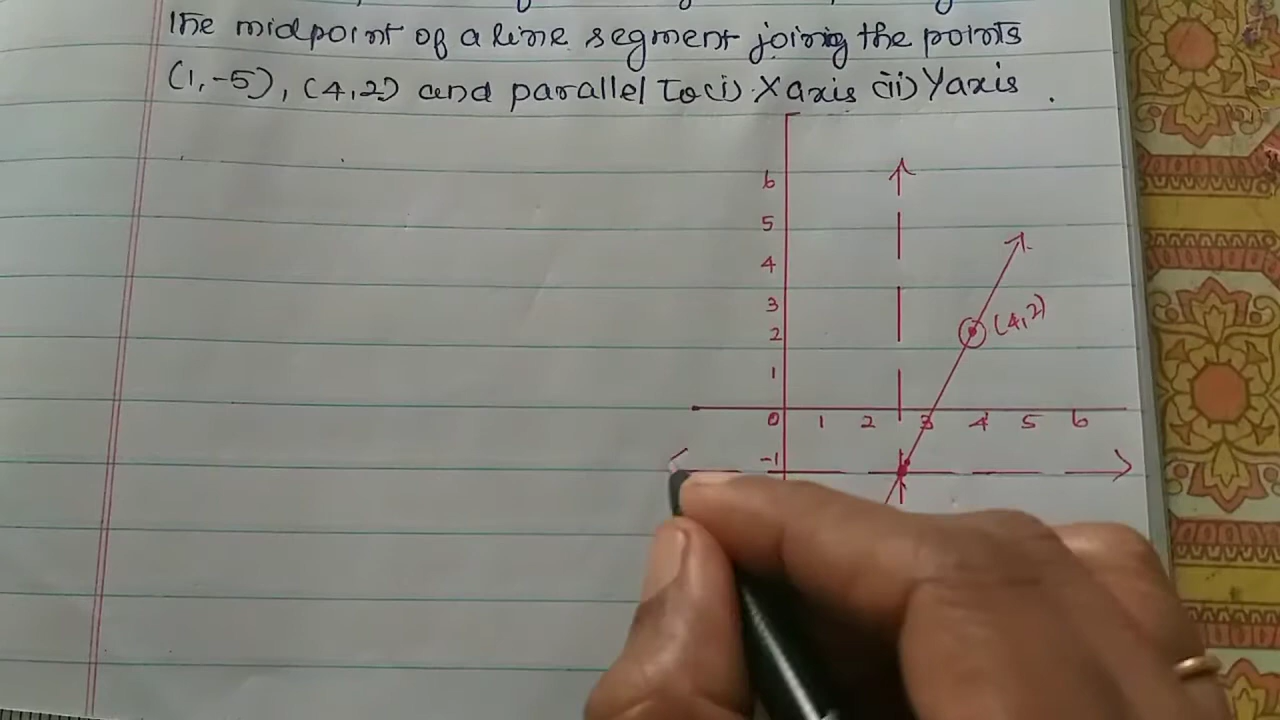 The midpoint of a line segment joining the points
(1,-5), (4,2) and parallel to (i) X axis (ii) Y axis.
6
5
4
3
2
(4,2)
1
0 1 2 3 4 5 6
-1